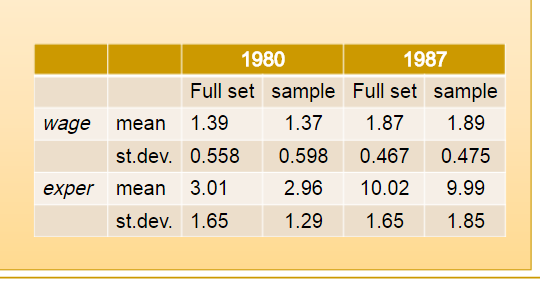 1980 1987
Full set sample Full set sample
wage mean 1.39 1.37 1.87 1.89
st.dev. 0.558 0.598 0.467 0.475
exper mean 3.01 2.96 10.02 9.99
st.dev. 1.65 1.29 1.65 1.85